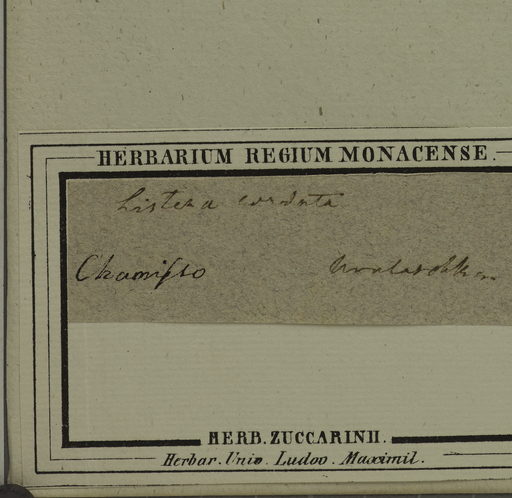 HERBARIUM REGIUM MONACENSE.
Listera cordata
Chamisso Unalaschka
HERB. ZUCCARINII.
Herbar. Univ. Ludov. Maximil.